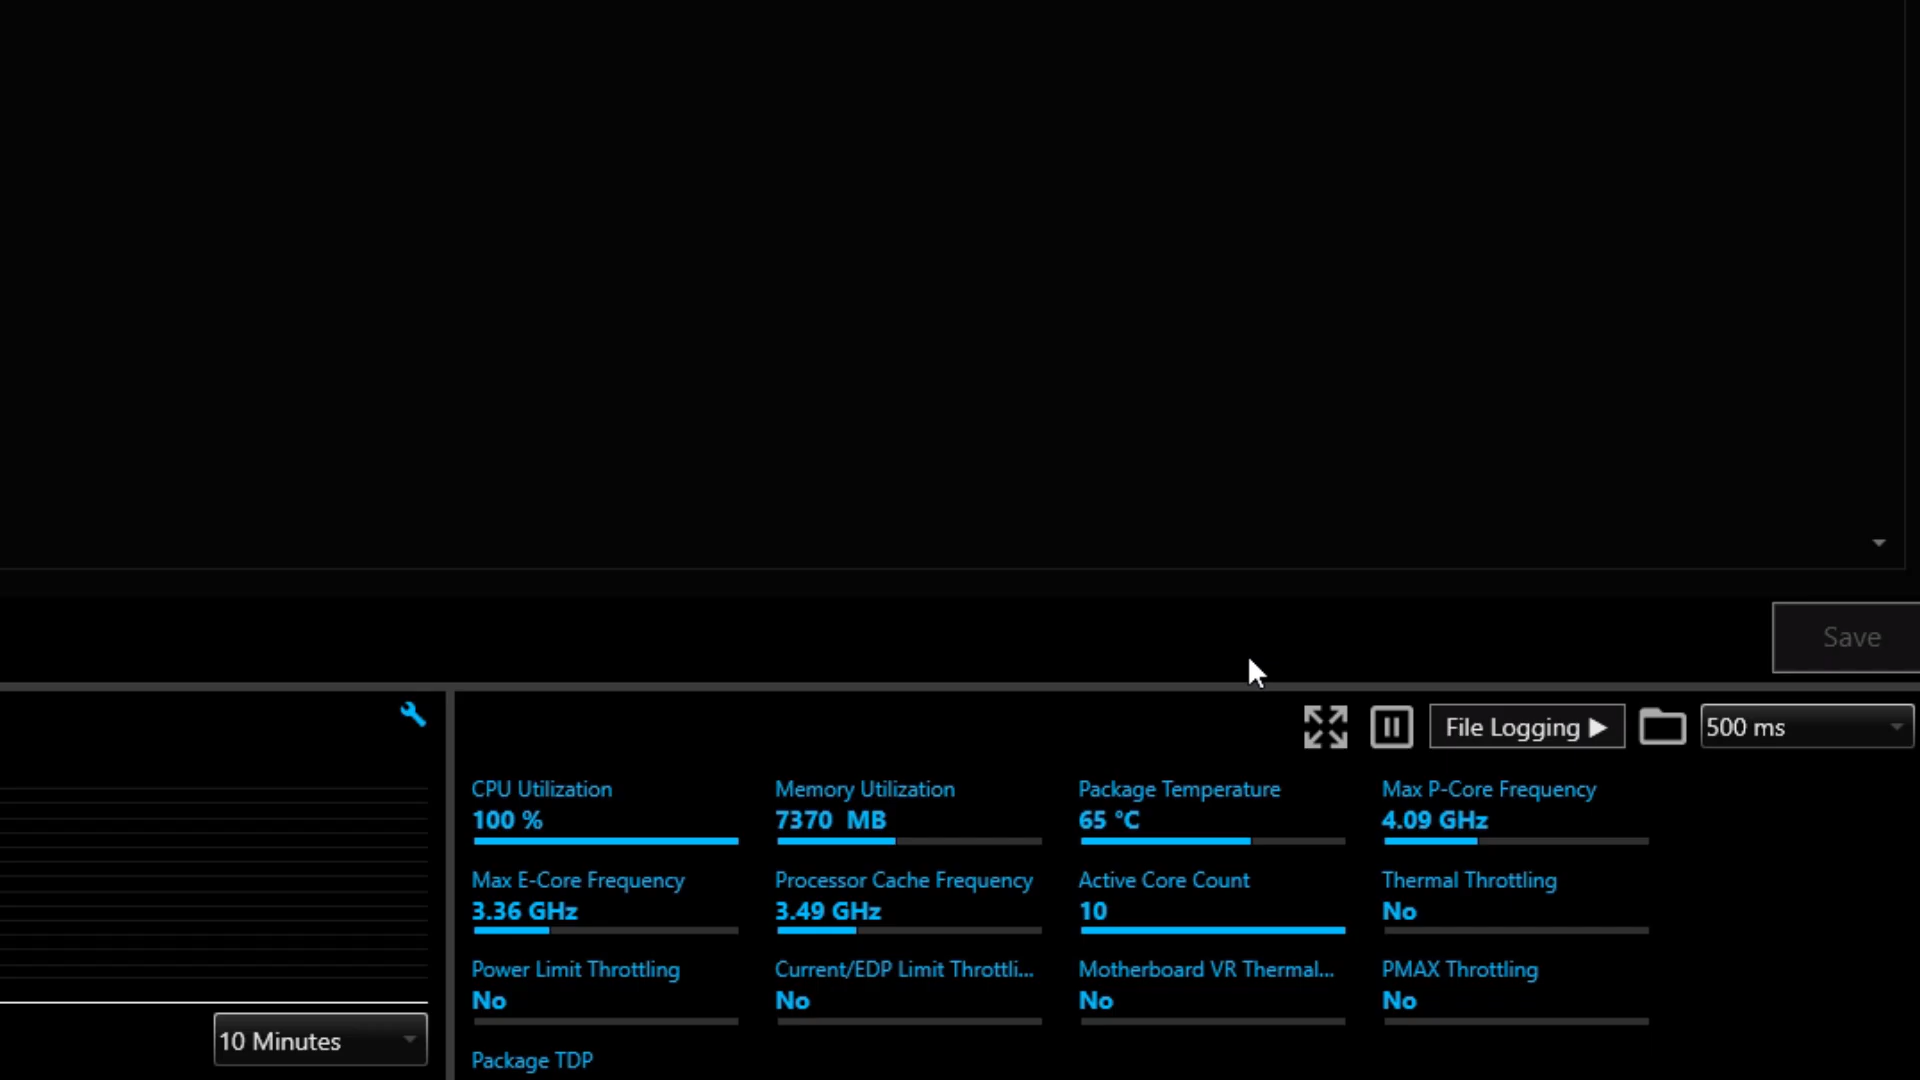 Save
File Logging
500 ms
CPU Utilization
100 %
Memory Utilization
7370 MB
Package Temperature
65 °C
Max P-Core Frequency
4.09 GHz
Max E-Core Frequency
3.36 GHz
Processor Cache Frequency
3.49 GHz
Active Core Count
10
Thermal Throttling
No
Power Limit Throttling
No
Current/EDP Limit Throttli...
No
Motherboard VR Thermal...
No
PMAX Throttling
No
10 Minutes
Package TDP